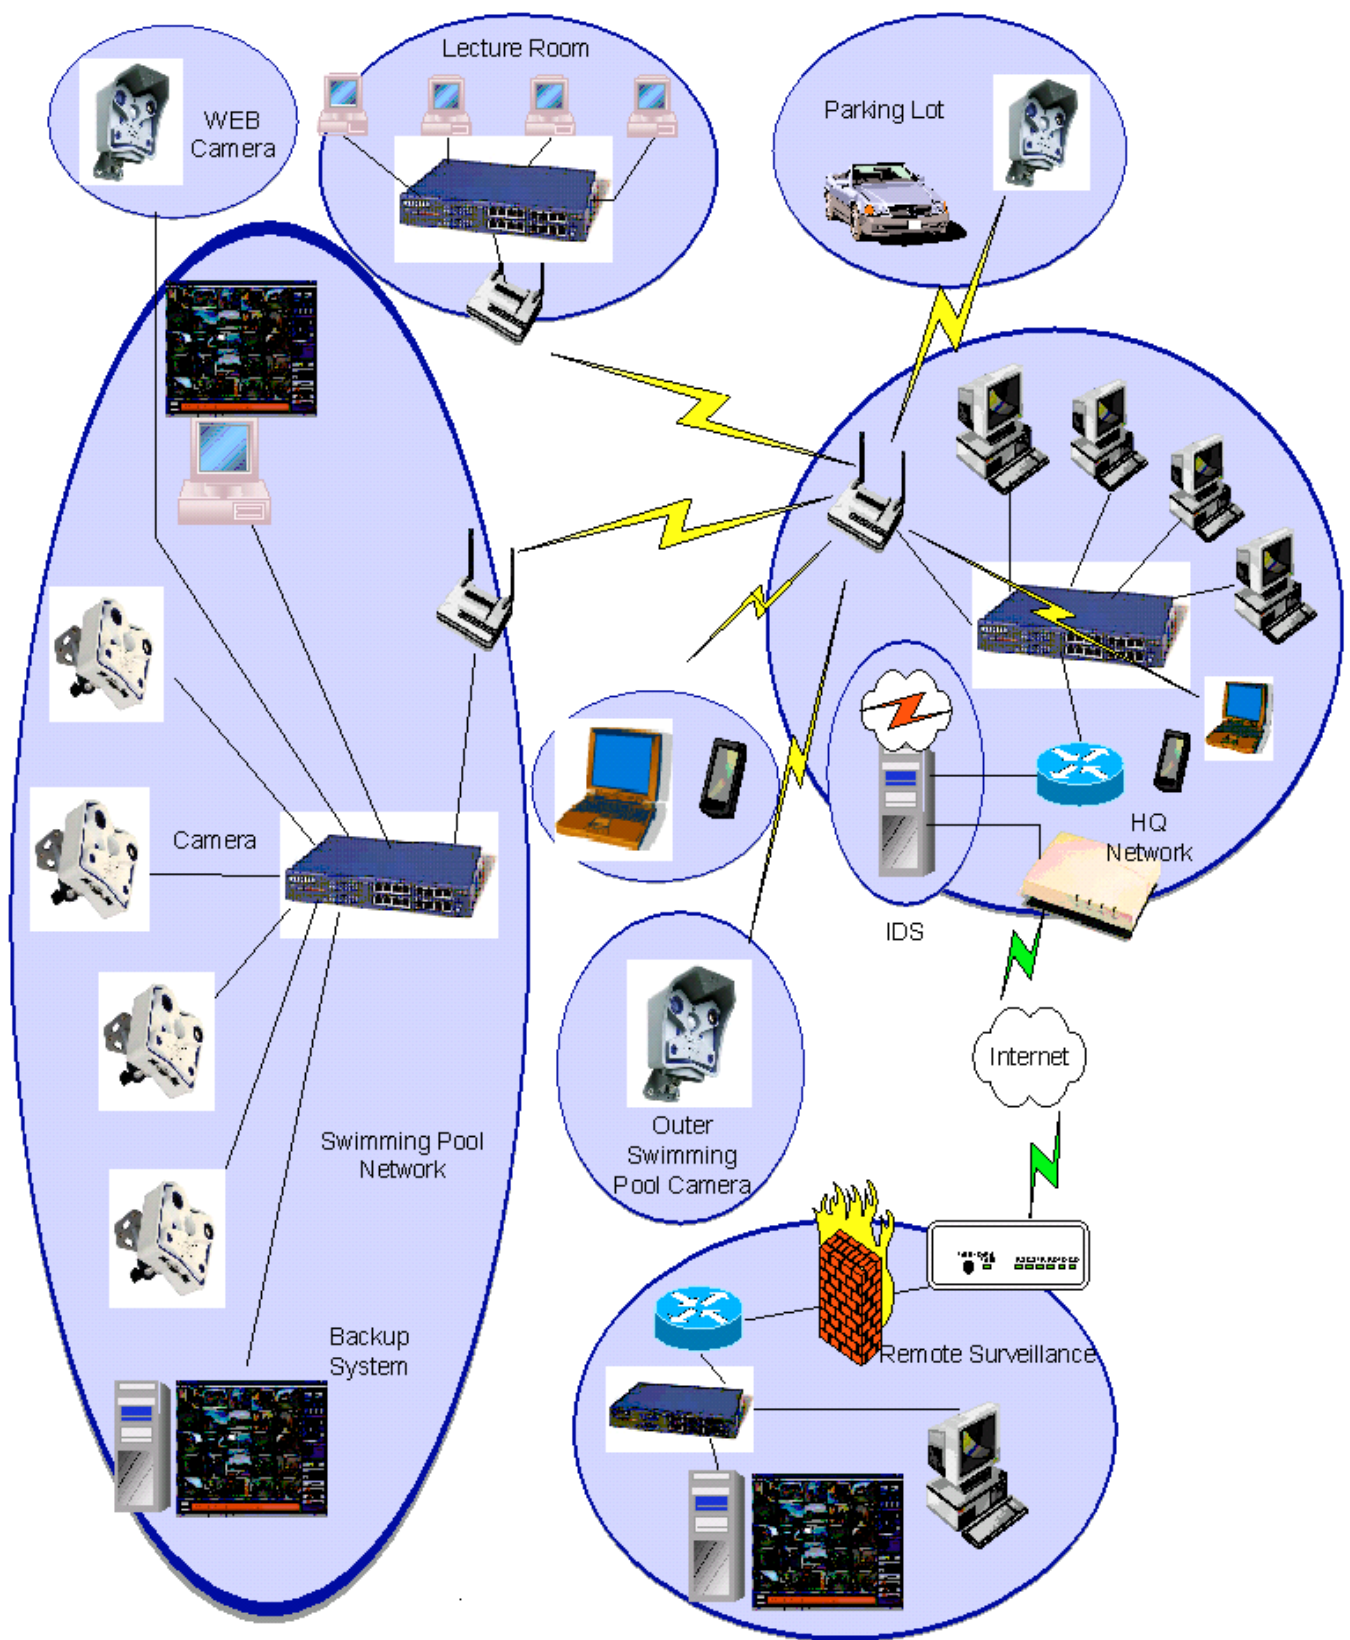 Lecture Room
WEB
Camera
Parking Lot
Camera
HQ
Network
IDS
Internet
Outer
Swimming
Pool Camera
Swimming Pool
Network
Backup
System
Remote Surveillance